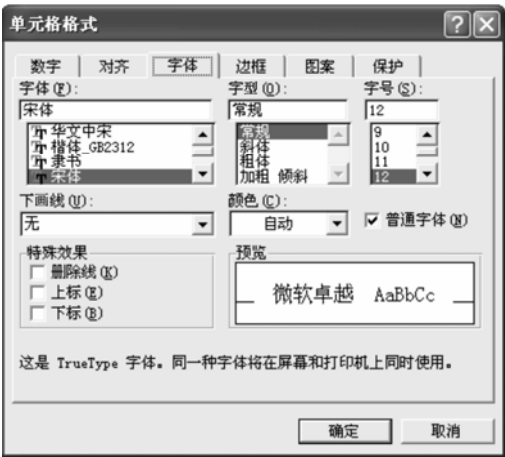 单元格格式
数字 对齐 字体 边框 图案 保护
字体(F): 字型(O): 字号(S):
宋体 常规 12
华文中宋 常规 9
楷体_GB2312 斜体 10
隶书 粗体 11
宋体 加粗 倾斜 12
下画线(U): 颜色(C):
无 自动 普通字体(N)
特殊效果 预览
删除线(K)
上标(E) 微软卓越 AaBbCc
下标(B)
这是 TrueType 字体。同一种字体将在屏幕和打印机上同时使用。
确定 取消